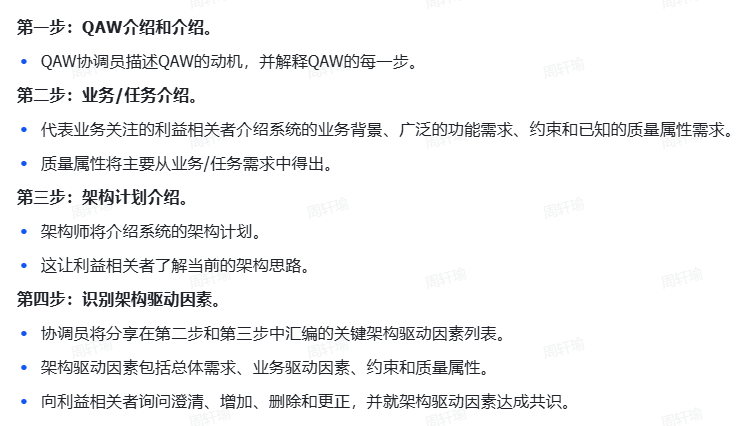 第一步：QAW介绍和介绍。
• QAW协调员描述QAW的动机，并解释QAW的每一步。
第二步：业务/任务介绍。
• 代表业务关注的利益相关者介绍系统的业务背景、广泛的功能需求、约束和已知的质量属性需求。
• 质量属性将主要从业务/任务需求中得出。
第三步：架构计划介绍。
• 架构师将介绍系统的架构计划。
• 这让利益相关者了解当前的架构思路。
第四步：识别架构驱动因素。
• 协调员将分享在第二步和第三步中汇编的关键架构驱动因素列表。
• 架构驱动因素包括总体需求、业务驱动因素、约束和质量属性。
• 向利益相关者询问澄清、增加、删除和更正，并就架构驱动因素达成共识。
周轩瑜